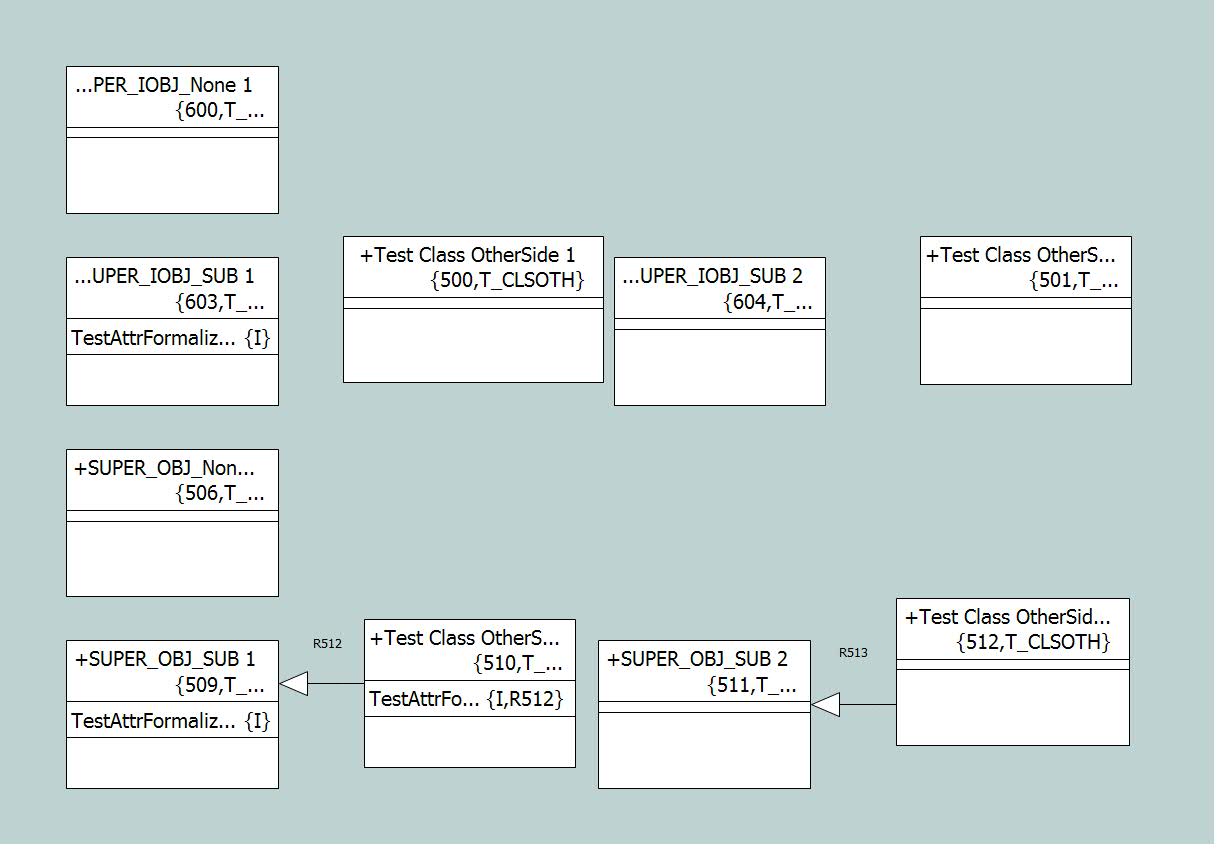 ...PER_IOBJ_None 1
{600,T_...
...UPER_IOBJ_SUB 1
{603,T_...
TestAttrFormaliz... {I}
+Test Class OtherSide 1
{500,T_CLSOTH}
...UPER_IOBJ_SUB 2
{604,T_...
+Test Class OtherS...
{501,T_...
+SUPER_OBJ_Non...
{506,T_...
+SUPER_OBJ_SUB 1
{509,T_...
TestAttrFormaliz... {I}
R512
+Test Class OtherS...
{510,T_...
TestAttrFo... {I,R512}
+SUPER_OBJ_SUB 2
{511,T_...
R513
+Test Class OtherSid...
{512,T_CLSOTH}